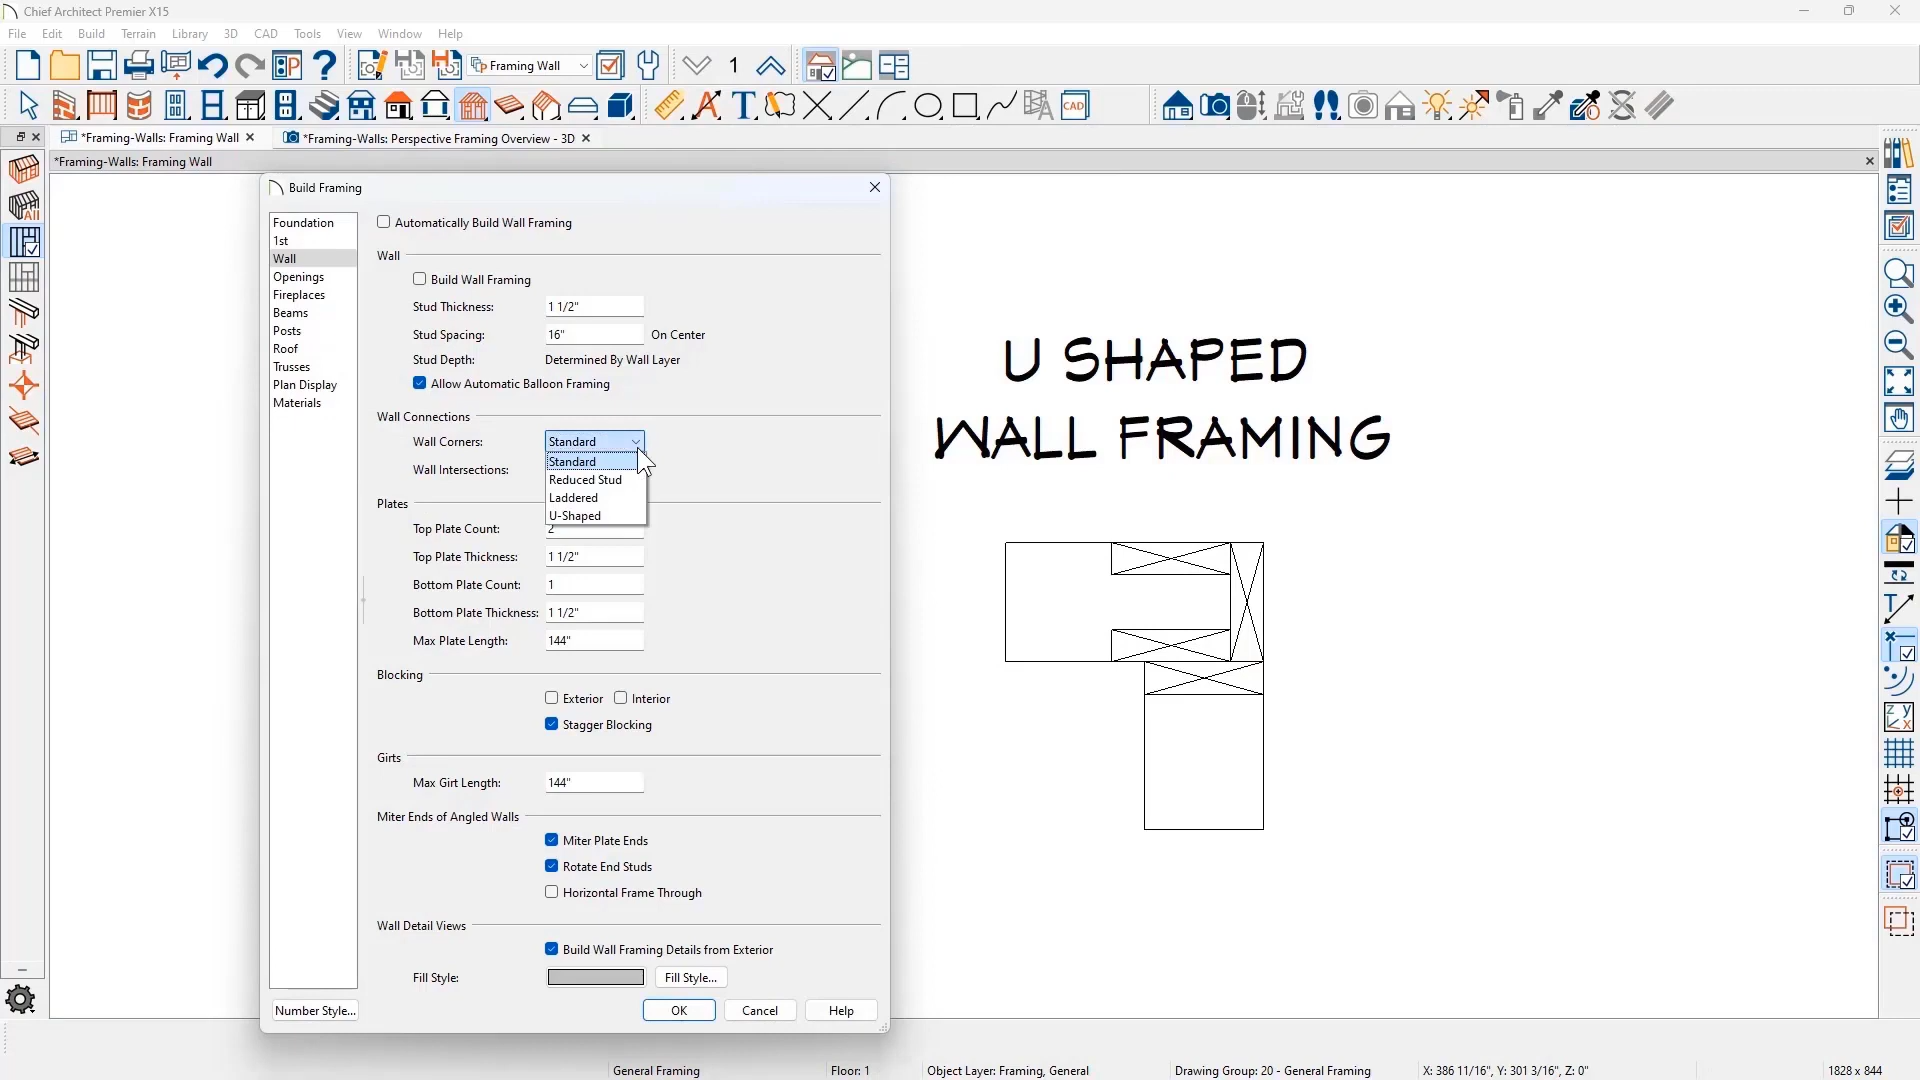 Chief Architect Premier X15
File Edit Build Terrain Library 3D CAD Tools Views Window Help
Framing Wall
1
CAD
*Framing-Walls: Framing Wall
*Framing-Walls: Perspective Framing Overview - 3D
*Framing-Walls: Framing Wall
Build Framing
Foundation
1st
Wall
Openings
Fireplaces
Beams
Posts
Roof
Trusses
Plan Display
Materials
Automatically Build Wall Framing
Wall
Build Wall Framing
Stud Thickness: 1 1/2"
Stud Spacing: 16" On Center
Stud Depth: Determined By Wall Layer
Allow Automatic Balloon Framing
Wall Connections
Wall Corners: Standard
Standard
Wall Intersections:
Reduced Stud
Laddered
U-Shaped
Plates
Top Plate Count: 2
Top Plate Thickness: 1 1/2"
Bottom Plate Count: 1
Bottom Plate Thickness: 1 1/2"
Max Plate Length: 144"
Blocking
Exterior Interior
Stagger Blocking
Girts
Max Girt Length: 144"
Miter Ends of Angled Walls
Miter Plate Ends
Rotate End Studs
Horizontal Frame Through
Wall Detail Views
Build Wall Framing Details from Exterior
Fill Style: Fill Style...
Number Style... OK Cancel Help
U SHAPED
WALL FRAMING
All
General Framing Floor: 1 Object Layer: Framing, General Drawing Group: 20 - General Framing X: 386 11/16", Y: 301 3/16", Z: 0" 1828 x 844